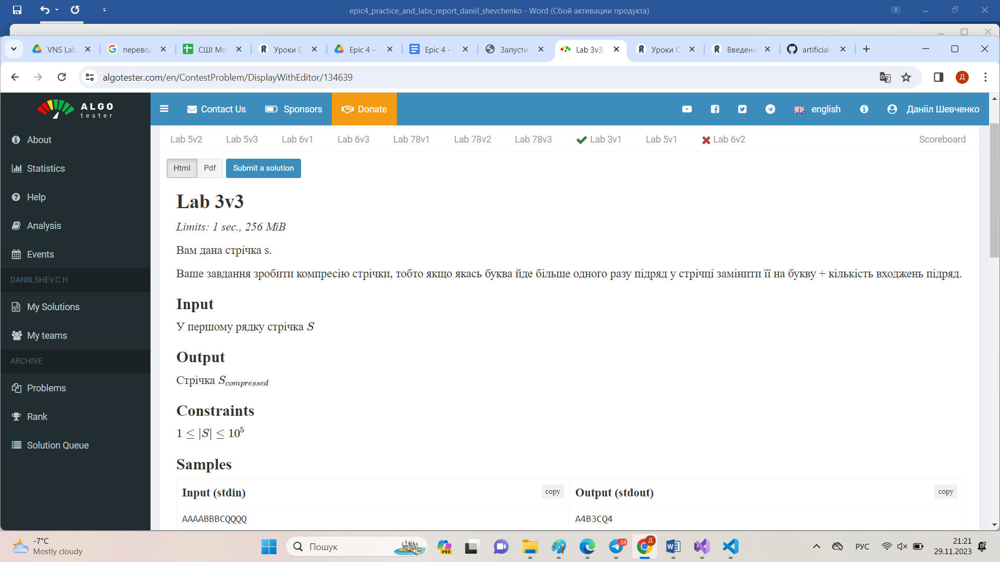 epic4_practice_and_labs_report_daniil_shevchenko - Word (Сбой активации продукта)
VNS Lab
перевод
СШІ Мо
Уроки С
Epic 4 –
Epic 4 -
Запусти
Lab 3v3.
Уроки С
Введени
artificial-
algotester.com/en/ContestProblem/DisplayWithEditor/134639
Д
ALGO
tester
Contact Us
Sponsors
Donate
english
Данііл Шевченко
About
Statistics
Help
Analysis
Events
DANIILSHEV.C.H
My Solutions
My teams
ARCHIVE
Problems
Rank
Solution Queue
Lab 5v2 Lab 5v3 Lab 6v1 Lab 6v3 Lab 78v1 Lab 78v2 Lab 78v3 Lab 3v1 Lab 5v1 Lab 6v2 Scoreboard
Html Pdf Submit a solution
Lab 3v3
Limits: 1 sec., 256 MiB
Вам дана стрічка s.
Ваше завдання зробити компресію стрічки, тобто якщо якась буква йде більше одного разу підряд у стрічці замінити її на букву + кількість входжень підряд.
Input
У першому рядку стрічка S
Output
Стрічка S_compressed
Constraints
1 ≤ |S| ≤ 10^5
Samples
Input (stdin) copy Output (stdout) copy
AAAABBBCQQQQ A4B3CQ4
-7°C
Mostly cloudy
Пошук
PRE
58
Д
РУС
21:21
29.11.2023